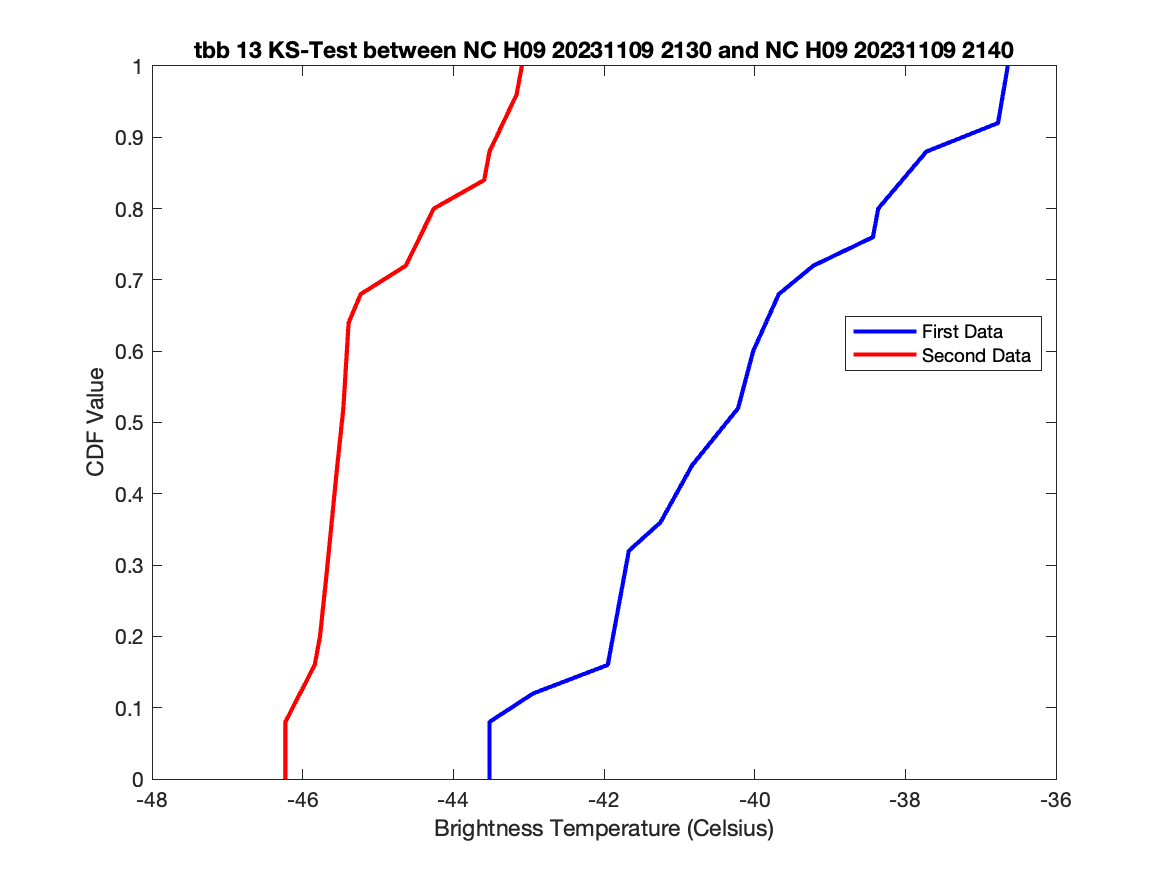 tbb 13 KS-Test between NC H09 20231109 2130 and NC H09 20231109 2140
1
0.9
0.8
0.7
0.6
0.5
0.4
0.3
0.2
0.1
0
CDF Value
First Data
Second Data
-48 -46 -44 -42 -40 -38 -36
Brightness Temperature (Celsius)